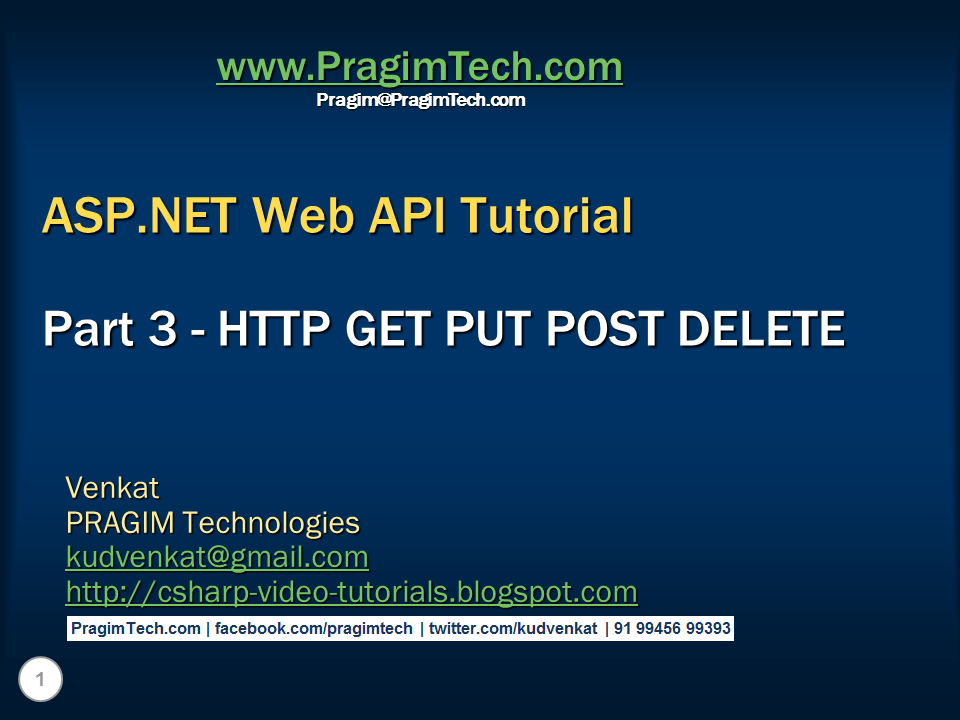 www.PragimTech.com
Pragim@PragimTech.com
ASP.NET Web API Tutorial
Part 3 - HTTP GET PUT POST DELETE
Venkat
PRAGIM Technologies
kudvenkat@gmail.com
http://csharp-video-tutorials.blogspot.com
PragimTech.com | facebook.com/pragimtech | twitter.com/kudvenkat | 91 99456 99393
1